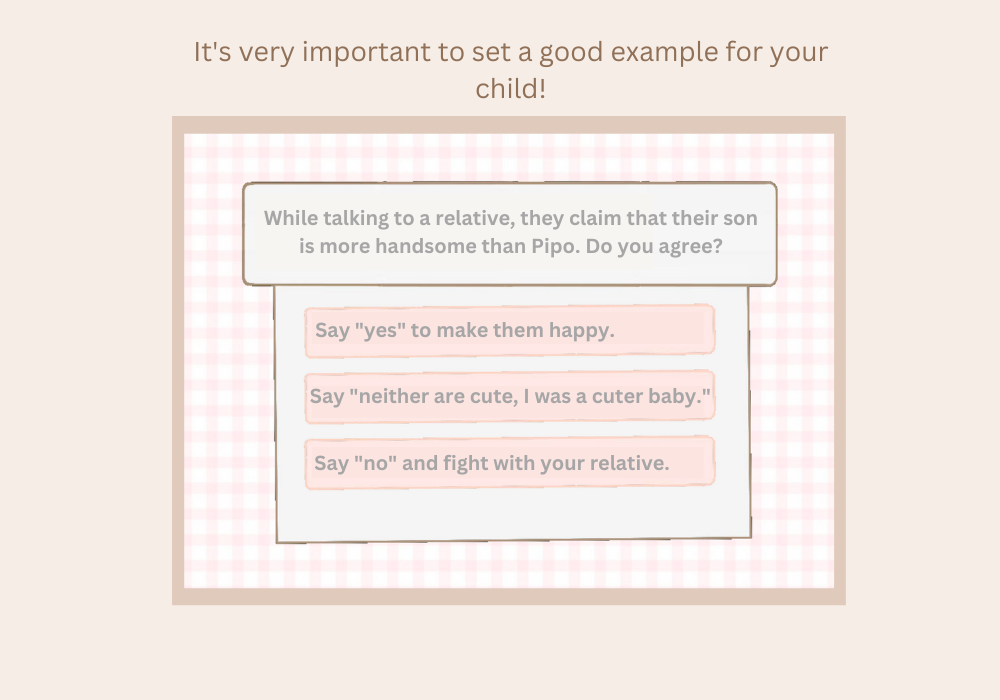 It's very important to set a good example for your
child!
While talking to a relative, they claim that their son
is more handsome than Pipo. Do you agree?
Say "yes" to make them happy.
Say "neither are cute, I was a cuter baby."
Say "no" and fight with your relative.